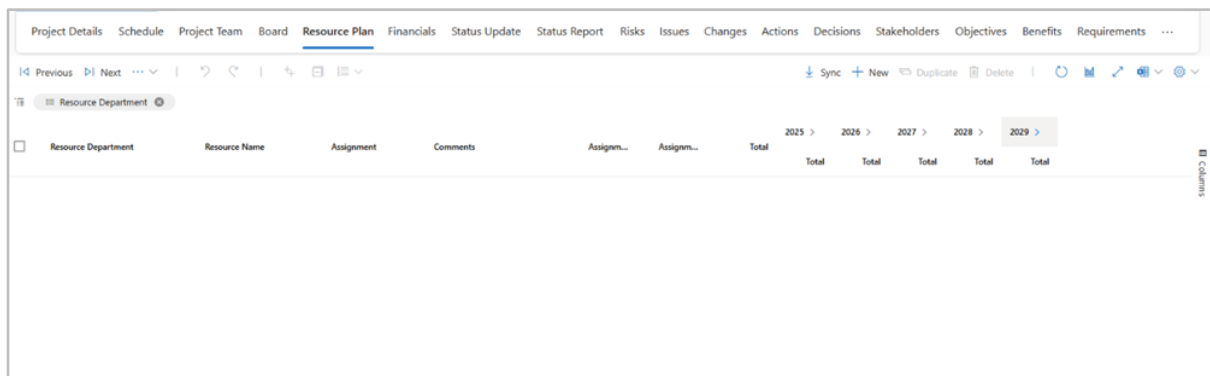 Project Details Schedule Project Team Board Resource Plan Financials Status Update Status Report Risks Issues Changes Actions Decisions Stakeholders Objectives Benefits Requirements ...
Previous Next ... Sync New Duplicate Delete
Resource Department
2025 2026 2027 2028 2029
Resource Department Resource Name Assignment Comments Assignm... Assignm... Total
Total Total Total Total Total
Columns